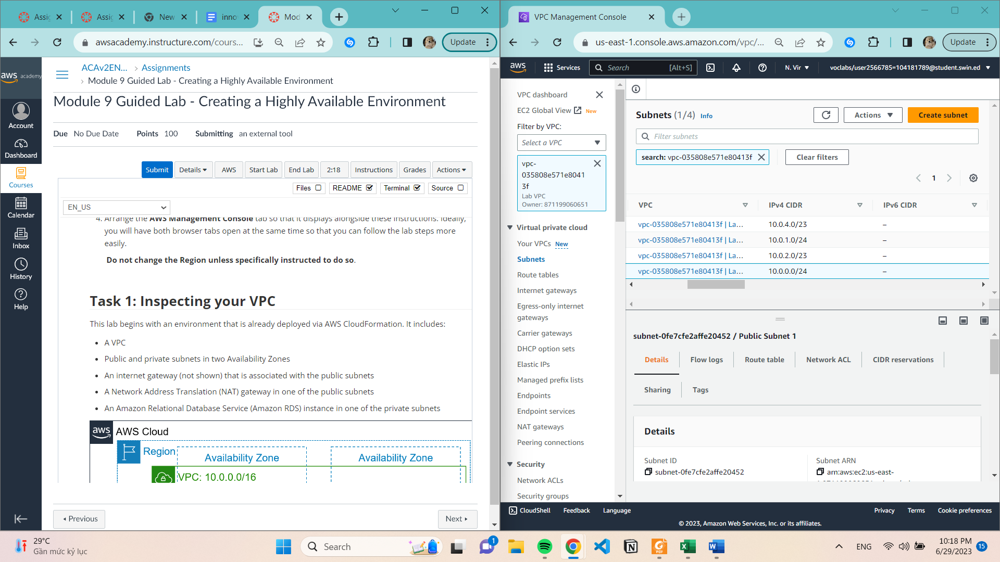 Assig
Assig
New
inno
Mod
awsacademy.instructure.com/cours...
Update
aws academy
Account
Dashboard
Courses
Calendar
Inbox
History
Help
ACAv2EN... > Assignments
> Module 9 Guided Lab - Creating a Highly Available Environment
Module 9 Guided Lab - Creating a Highly Available Environment
Due No Due Date Points 100 Submitting an external tool
Submit Details AWS Start Lab End Lab 2:18 Instructions Grades Actions
Files README Terminal Source
EN_US
4. Arrange the AWS Management Console tab so that it displays alongside these instructions. Ideally,
you will have both browser tabs open at the same time so that you can follow the lab steps more
easily.
Do not change the Region unless specifically instructed to do so.
Task 1: Inspecting your VPC
This lab begins with an environment that is already deployed via AWS CloudFormation. It includes:
• A VPC
• Public and private subnets in two Availability Zones
• An internet gateway (not shown) that is associated with the public subnets
• A Network Address Translation (NAT) gateway in one of the public subnets
• An Amazon Relational Database Service (Amazon RDS) instance in one of the private subnets
aws AWS Cloud
Region
Availability Zone Availability Zone
VPC: 10.0.0.0/16
Previous Next
VPC Management Console
us-east-1.console.aws.amazon.com/vpc/...
Update
aws Services Search [Alt+S] N. Vir voclabs/user2566785=104181789@student.swin.ed
VPC dashboard
EC2 Global View New
Filter by VPC:
Select a VPC
vpc-
035808e571e8041
3f
Lab VPC
Owner: 871199060651
Virtual private cloud
Your VPCs New
Subnets
Route tables
Internet gateways
Egress-only internet
gateways
Carrier gateways
DHCP option sets
Elastic IPs
Managed prefix lists
Endpoints
Endpoint services
NAT gateways
Peering connections
Security
Network ACLs
Security groups
Subnets (1/4) Info
Actions Create subnet
Filter subnets
search: vpc-035808e571e80413f Clear filters
1
VPC IPv4 CIDR IPv6 CIDR
vpc-035808e571e80413f | La... 10.0.4.0/23 –
vpc-035808e571e80413f | La... 10.0.1.0/24 –
vpc-035808e571e80413f | La... 10.0.2.0/23 –
vpc-035808e571e80413f | La... 10.0.0.0/24 –
subnet-0fe7cfe2affe20452 / Public Subnet 1
Details Flow logs Route table Network ACL CIDR reservations
Sharing Tags
Details
Subnet ID
subnet-0fe7cfe2affe20452
Subnet ARN
arn:aws:ec2:us-east-
CloudShell Feedback Language Privacy Terms Cookie preferences
© 2023, Amazon Web Services, Inc. or its affiliates.
29°C
Gần mức kỷ lục
Search
1
PDF
ENG
10:18 PM
6/29/2023
15